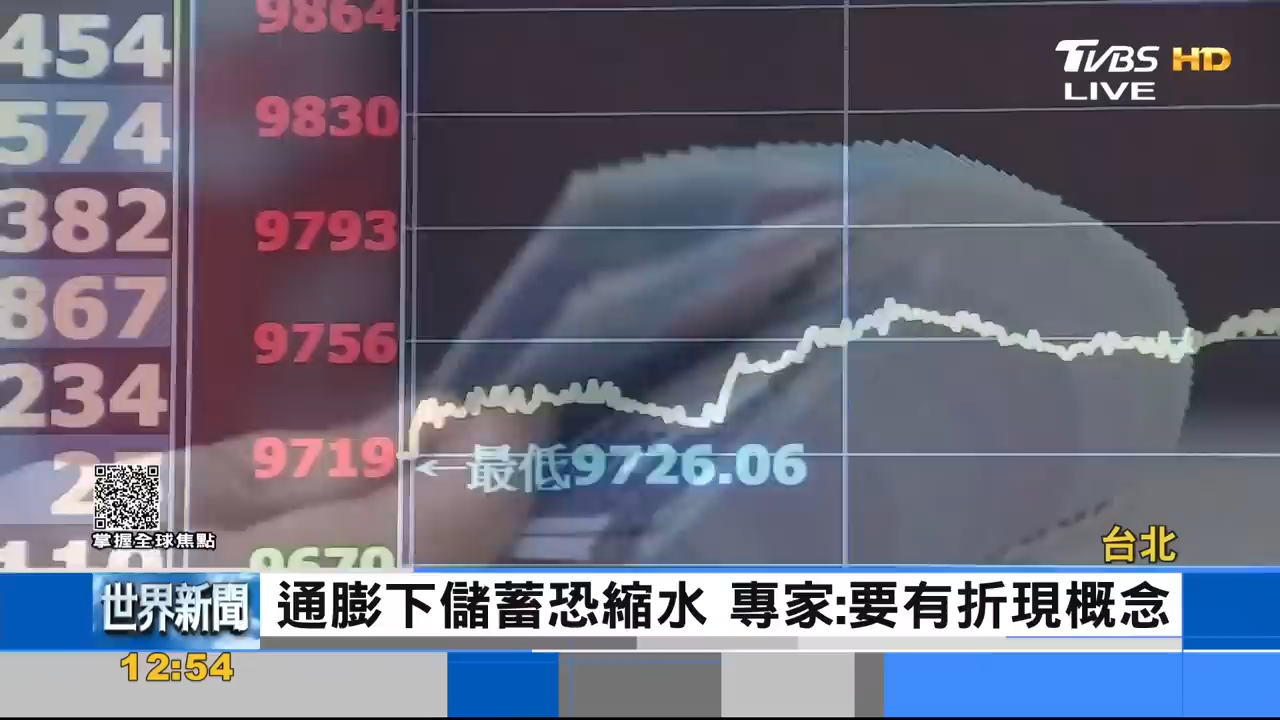 454
574
382
867
234
9864
9830
9793
9756
9719
9670
←最低9726.06
TVBS HD
LIVE
掌握全球焦點
台北
世界新聞
通膨下儲蓄恐縮水 專家:要有折現概念
12:54